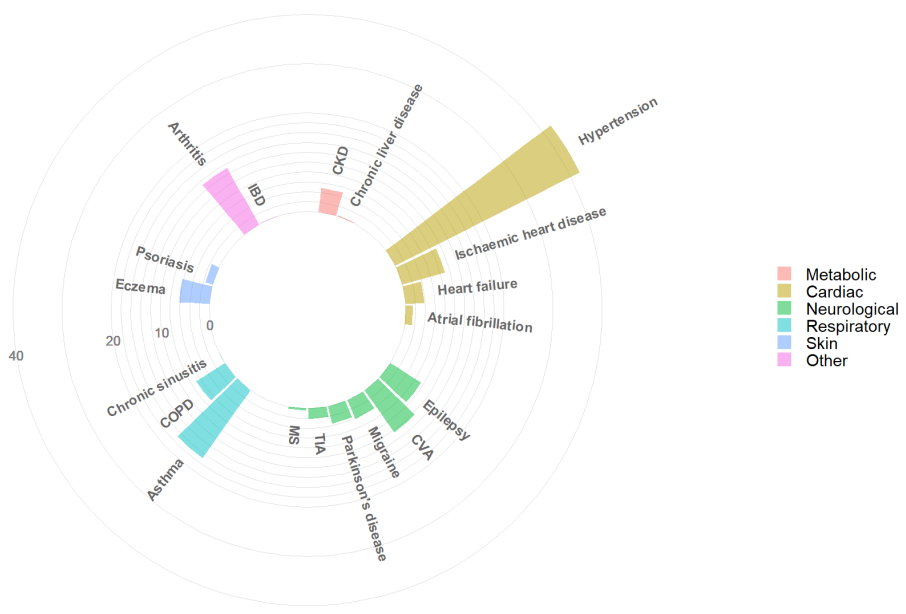 Hypertension
Chronic liver disease
CKD
Arthritis
IBD
Ischaemic heart disease
Psoriasis
Eczema
Heart failure
Atrial fibrillation
0
10
20
40
Chronic sinusitis
COPD
Asthma
MS
TIA
Parkinson's disease
Migraine
CVA
Epilepsy
Metabolic
Cardiac
Neurological
Respiratory
Skin
Other